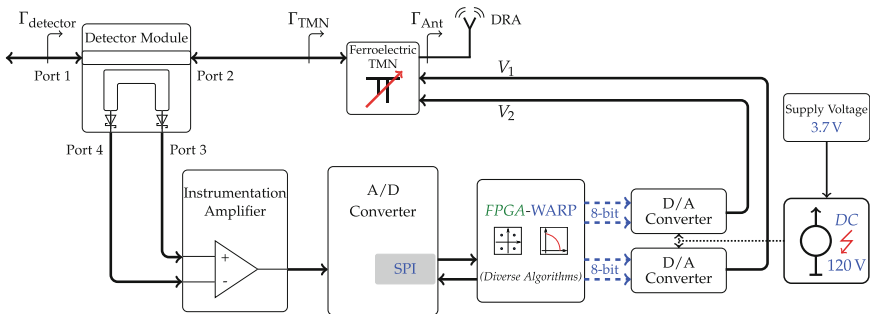 Γdetector
ΓTMN
ΓAnt
DRA
Detector Module
Port 1
Port 2
Ferroelectric
TMN
V1
V2
Supply Voltage
3.7 V
Port 4
Port 3
Instrumentation
Amplifier
+
-
A/D
Converter
SPI
FPGA-WARP
(Diverse Algorithms)
8-bit
8-bit
D/A
Converter
D/A
Converter
DC
120 V